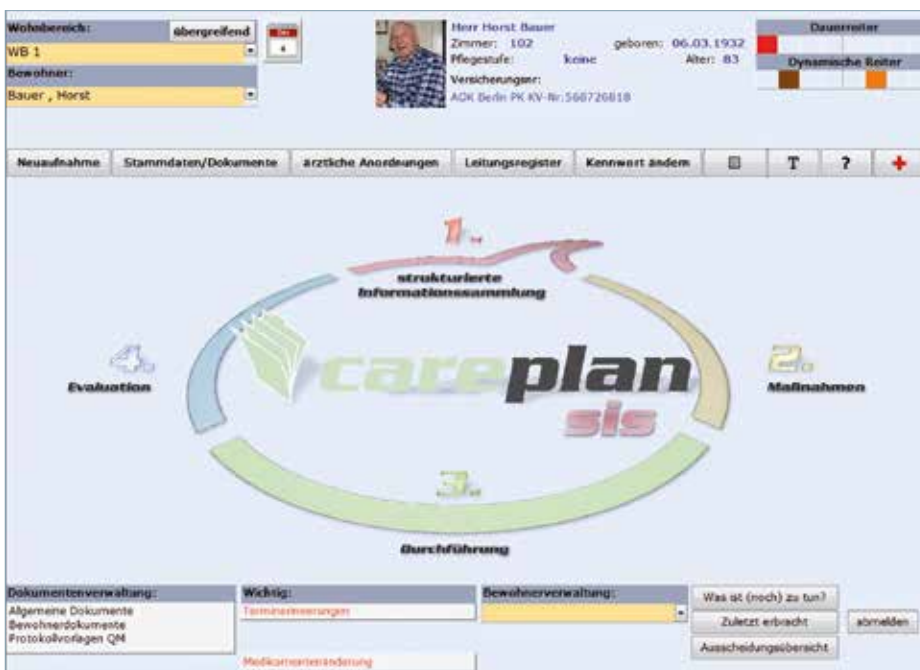 Wohnbereich:
übergreifend
WB 1
Bewohner:
Bauer , Horst
Herr Horst Bauer
Zimmer: 102 geboren: 06.03.1932
Pflegestufe: keine Alter: 83
Versicherungsnr:
AOK Berlin PK KV-Nr:568726818
Dauerreiter
Dynamische Reiter
Neuaufnahme Stammdaten/Dokumente ärztliche Anordnungen Leitungsregister Kennwort ändern T ?
1.
strukturierte
Informationssammlung
4.
Evaluation
careplan
sis
2.
Maßnahmen
3.
Durchführung
Dokumentenverwaltung:
Allgemeine Dokumente
Bewohnerdokumente
Protokollvorlagen QM
Wichtig:
Terminerinnerungen
Medikamentenänderung
Bewohnerverwaltung:
Was ist (noch) zu tun?
Zuletzt erbracht
abmelden
Ausscheidungsübersicht